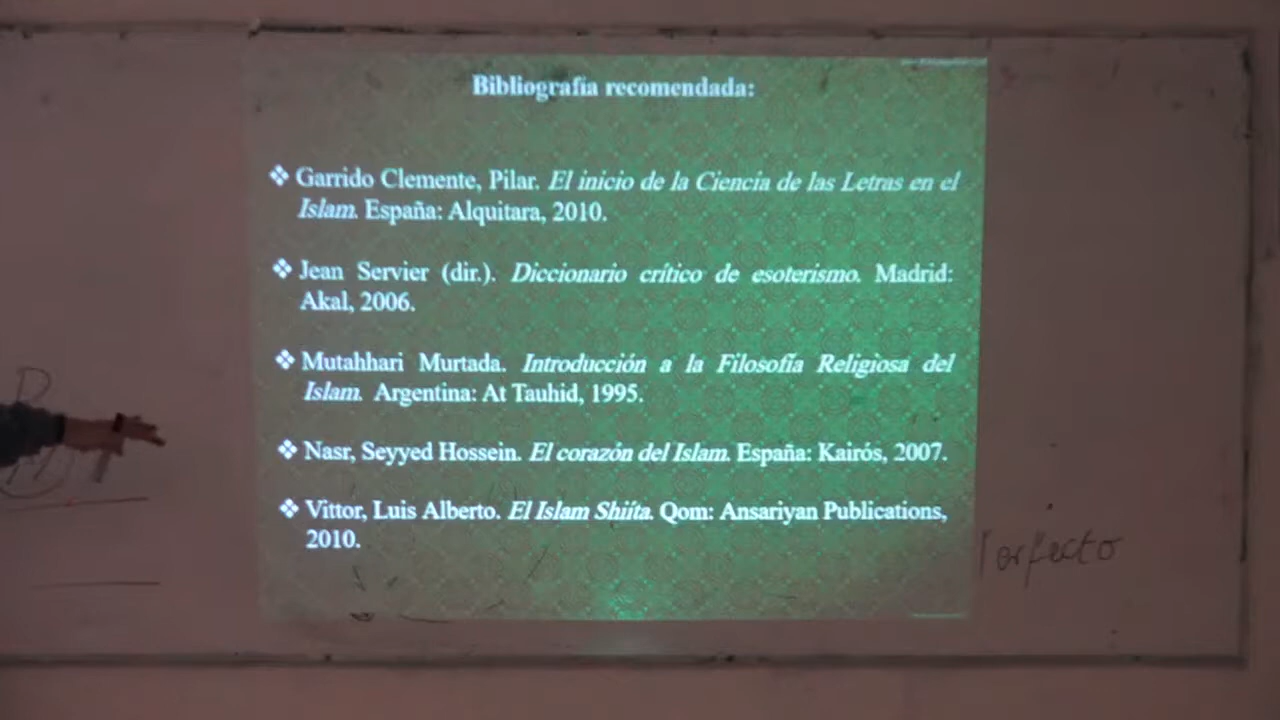 Bibliografía recomendada:
❖ Garrido Clemente, Pilar. El inicio de la Ciencia de las Letras en el
Islam. España: Alquitara, 2010.
❖ Jean Servier (dir.). Diccionario crítico de esoterismo. Madrid:
Akal, 2006.
❖ Mutahhari Murtada. Introducción a la Filosofía Religiosa del
Islam. Argentina: At Tauhid, 1995.
❖ Nasr, Seyyed Hossein. El corazón del Islam. España: Kairós, 2007.
❖ Vittor, Luis Alberto. El Islam Shiíta. Qom: Ansariyan Publications,
2010.
Perfecto